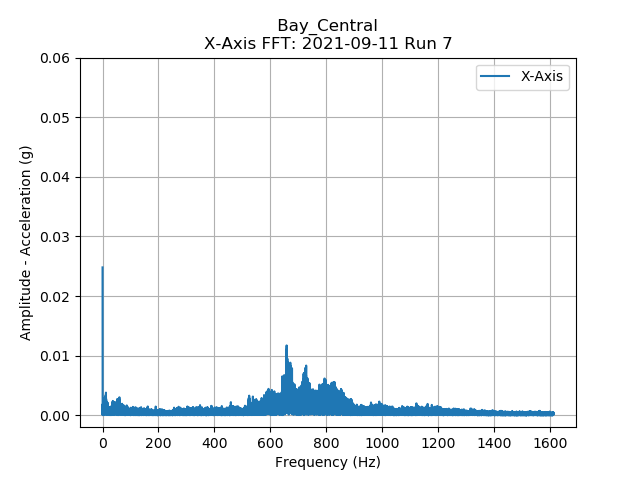 Bay_Central
X-Axis FFT: 2021-09-11 Run 7
X-Axis
0.06
0.05
0.04
0.03
0.02
0.01
0.00
Amplitude - Acceleration (g)
0 200 400 600 800 1000 1200 1400 1600
Frequency (Hz)